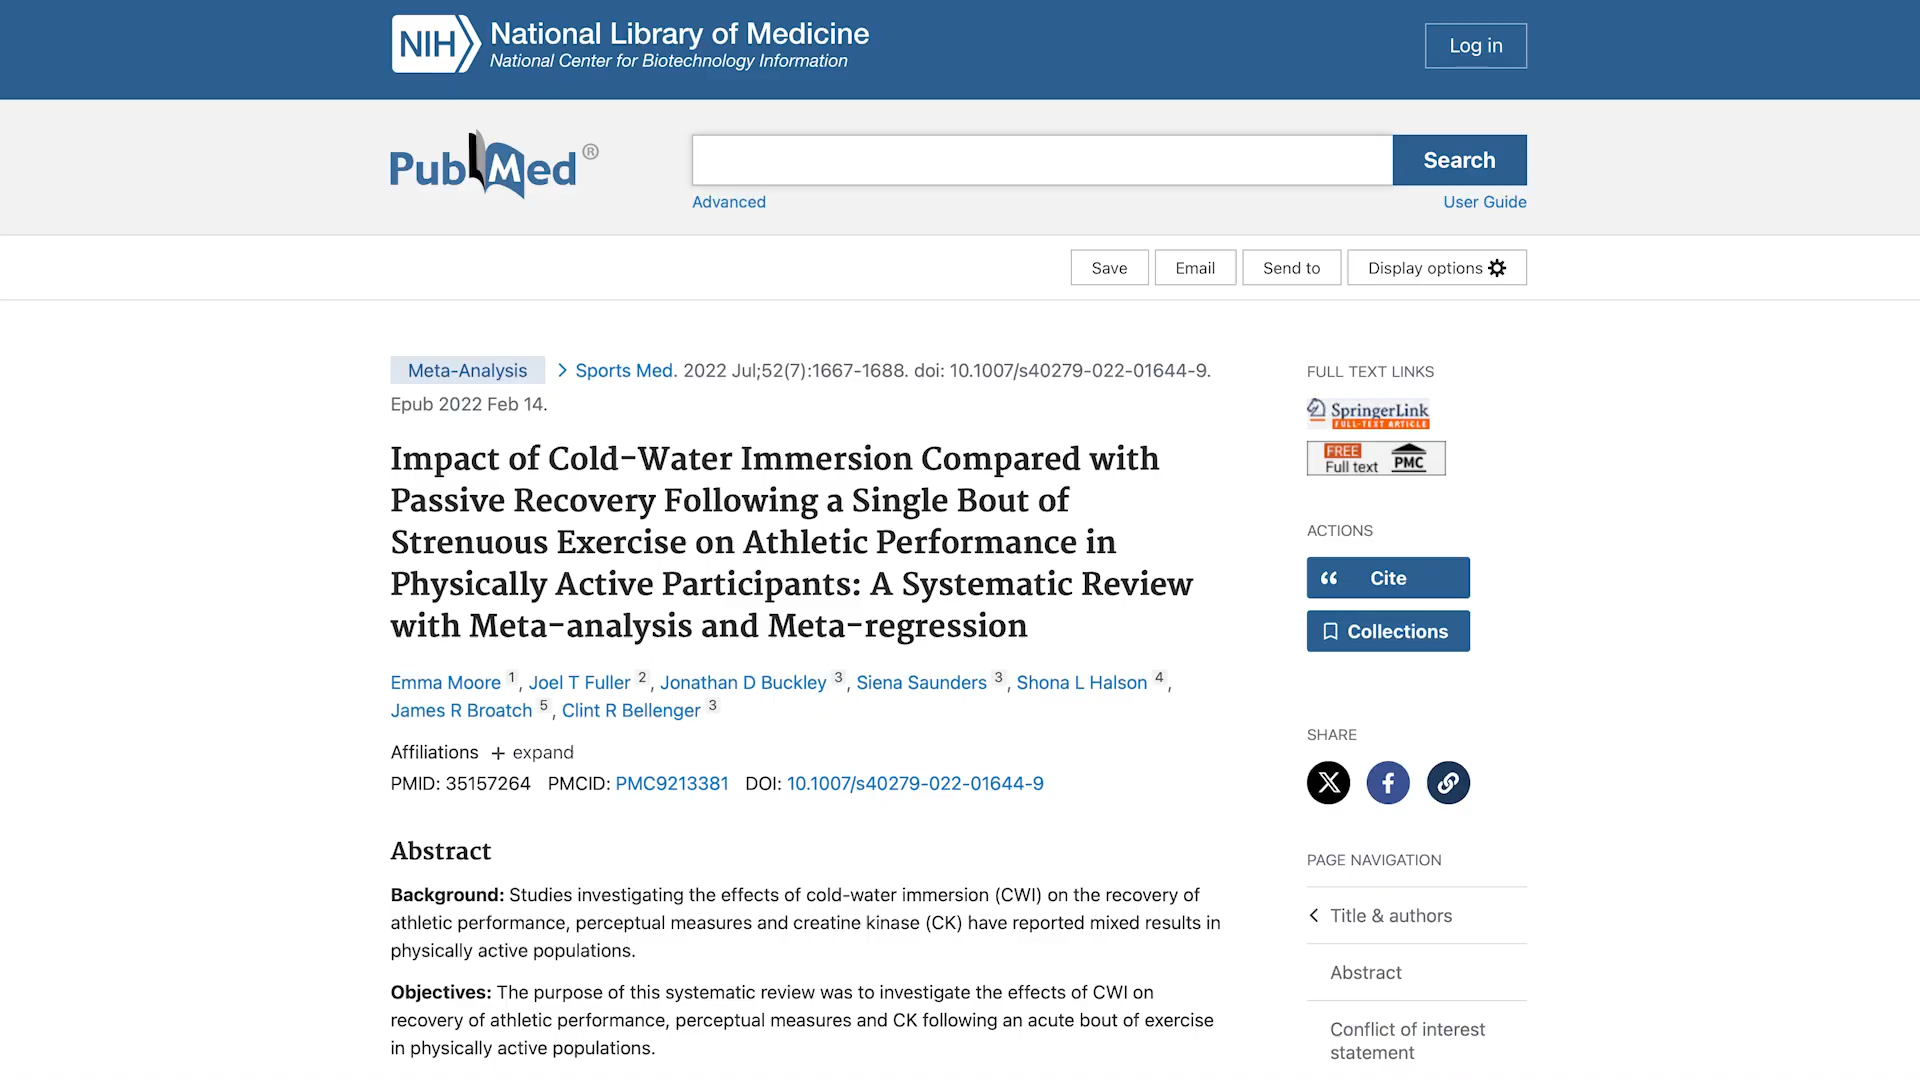 NIH National Library of Medicine
National Center for Biotechnology Information
Log in
PubMed®
Search
Advanced
User Guide
Save
Email
Send to
Display options
Meta-Analysis > Sports Med. 2022 Jul;52(7):1667-1688. doi: 10.1007/s40279-022-01644-9.
Epub 2022 Feb 14.
Impact of Cold-Water Immersion Compared with
Passive Recovery Following a Single Bout of
Strenuous Exercise on Athletic Performance in
Physically Active Participants: A Systematic Review
with Meta-analysis and Meta-regression
Emma Moore 1, Joel T Fuller 2, Jonathan D Buckley 3, Siena Saunders 3, Shona L Halson 4,
James R Broatch 5, Clint R Bellenger 3
Affiliations + expand
PMID: 35157264 PMCID: PMC9213381 DOI: 10.1007/s40279-022-01644-9
Abstract
Background: Studies investigating the effects of cold-water immersion (CWI) on the recovery of
athletic performance, perceptual measures and creatine kinase (CK) have reported mixed results in
physically active populations.
Objectives: The purpose of this systematic review was to investigate the effects of CWI on
recovery of athletic performance, perceptual measures and CK following an acute bout of exercise
in physically active populations.
FULL TEXT LINKS
SpringerLink
FULL-TEXT ARTICLE
FREE
Full text PMC
ACTIONS
Cite
Collections
SHARE
PAGE NAVIGATION
Title & authors
Abstract
Conflict of interest
statement